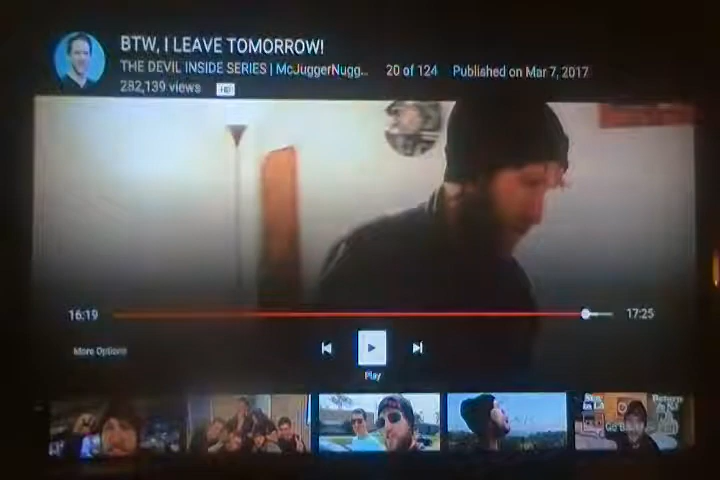 BTW, I LEAVE TOMORROW!
THE DEVIL INSIDE SERIES | McJuggerNugg... 20 of 124 Published on Mar 7, 2017
282,139 views HD
16:19 17:25
More Options
Play
Return